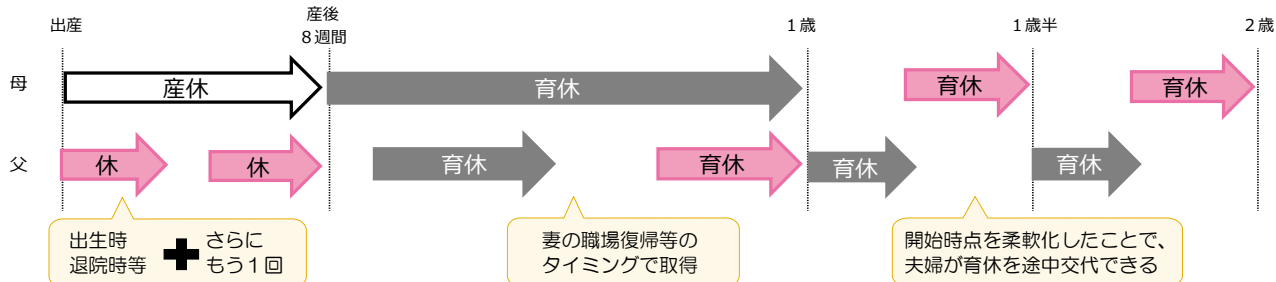 出産
産後
８週間
１歳
１歳半
２歳
母
産休
育休
育休
育休
父
休
休
育休
育休
育休
育休
出生時
退院時等
さらに
もう１回
妻の職場復帰等の
タイミングで取得
開始時点を柔軟化したことで、
夫婦が育休を途中交代できる